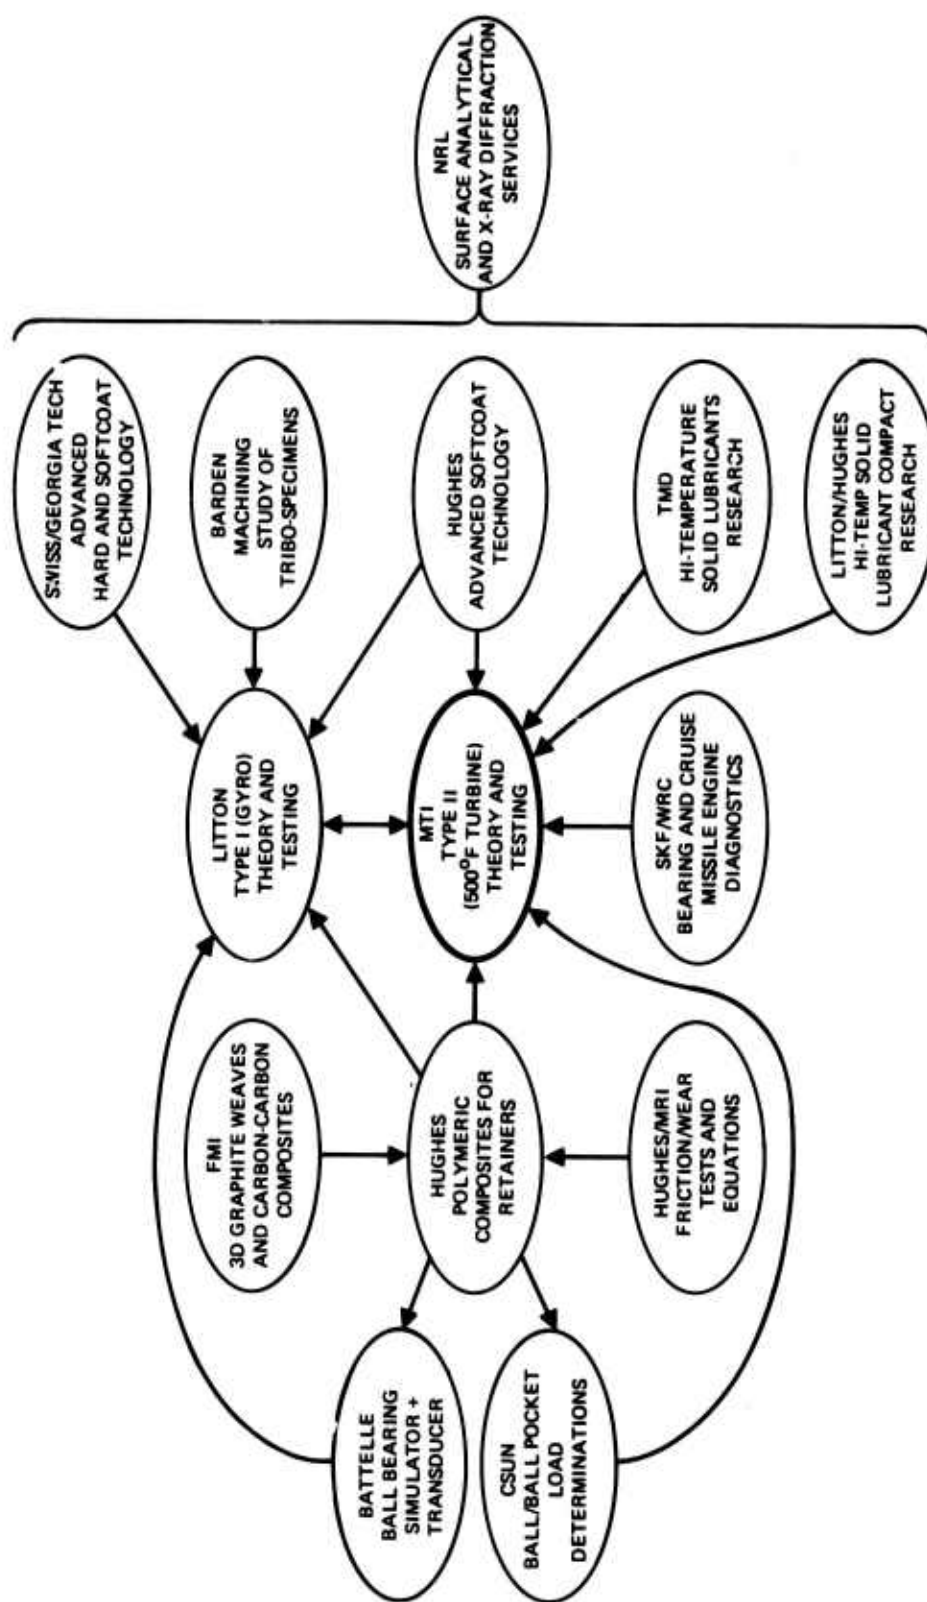 SWISS/GEORGIA TECH
ADVANCED
HARD AND SOFTCOAT
TECHNOLOGY
FMI
3D GRAPHITE WEAVES
AND CARBON-CARBON
COMPOSITES
LITTON
TYPE I (GYRO)
THEORY AND
TESTING
BARDEN
MACHINING
STUDY OF
TRIBO-SPECIMENS
BATTELLE
BALL BEARING
SIMULATOR +
TRANSDUCER
HUGHES
POLYMERIC
COMPOSITES FOR
RETAINERS
MTI
TYPE II
(500°F TURBINE)
THEORY AND
TESTING
HUGHES
ADVANCED SOFTCOAT
TECHNOLOGY
NRL
SURFACE ANALYTICAL
AND X-RAY DIFFRACTION
SERVICES
CSUN
BALL/BALL POCKET
LOAD
DETERMINATIONS
HUGHES/MRI
FRICTION/WEAR
TESTS AND
EQUATIONS
SKF/WRC
BEARING AND CRUISE
MISSILE ENGINE
DIAGNOSTICS
TMD
HI-TEMPERATURE
SOLID LUBRICANTS
RESEARCH
LITTON/HUGHES
HI-TEMP SOLID
LUBRICANT COMPACT
RESEARCH